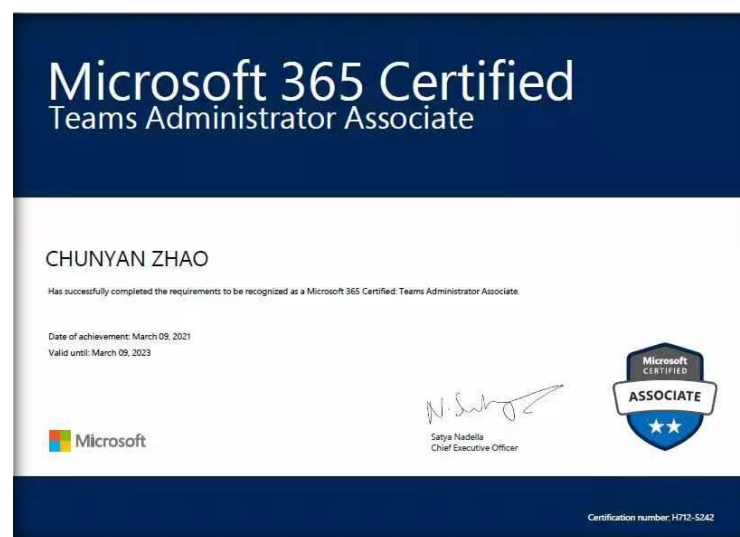 Microsoft 365 Certified
Teams Administrator Associate
CHUNYAN ZHAO
Has successfully completed the requirements to be recognized as a Microsoft 365 Certified: Teams Administrator Associate.
Date of achievement: March 09, 2021
Valid until: March 09, 2023
Microsoft
CERTIFIED
ASSOCIATE
N. Satya
Satya Nadella
Chief Executive Officer
Microsoft
Certification number: H712-5242